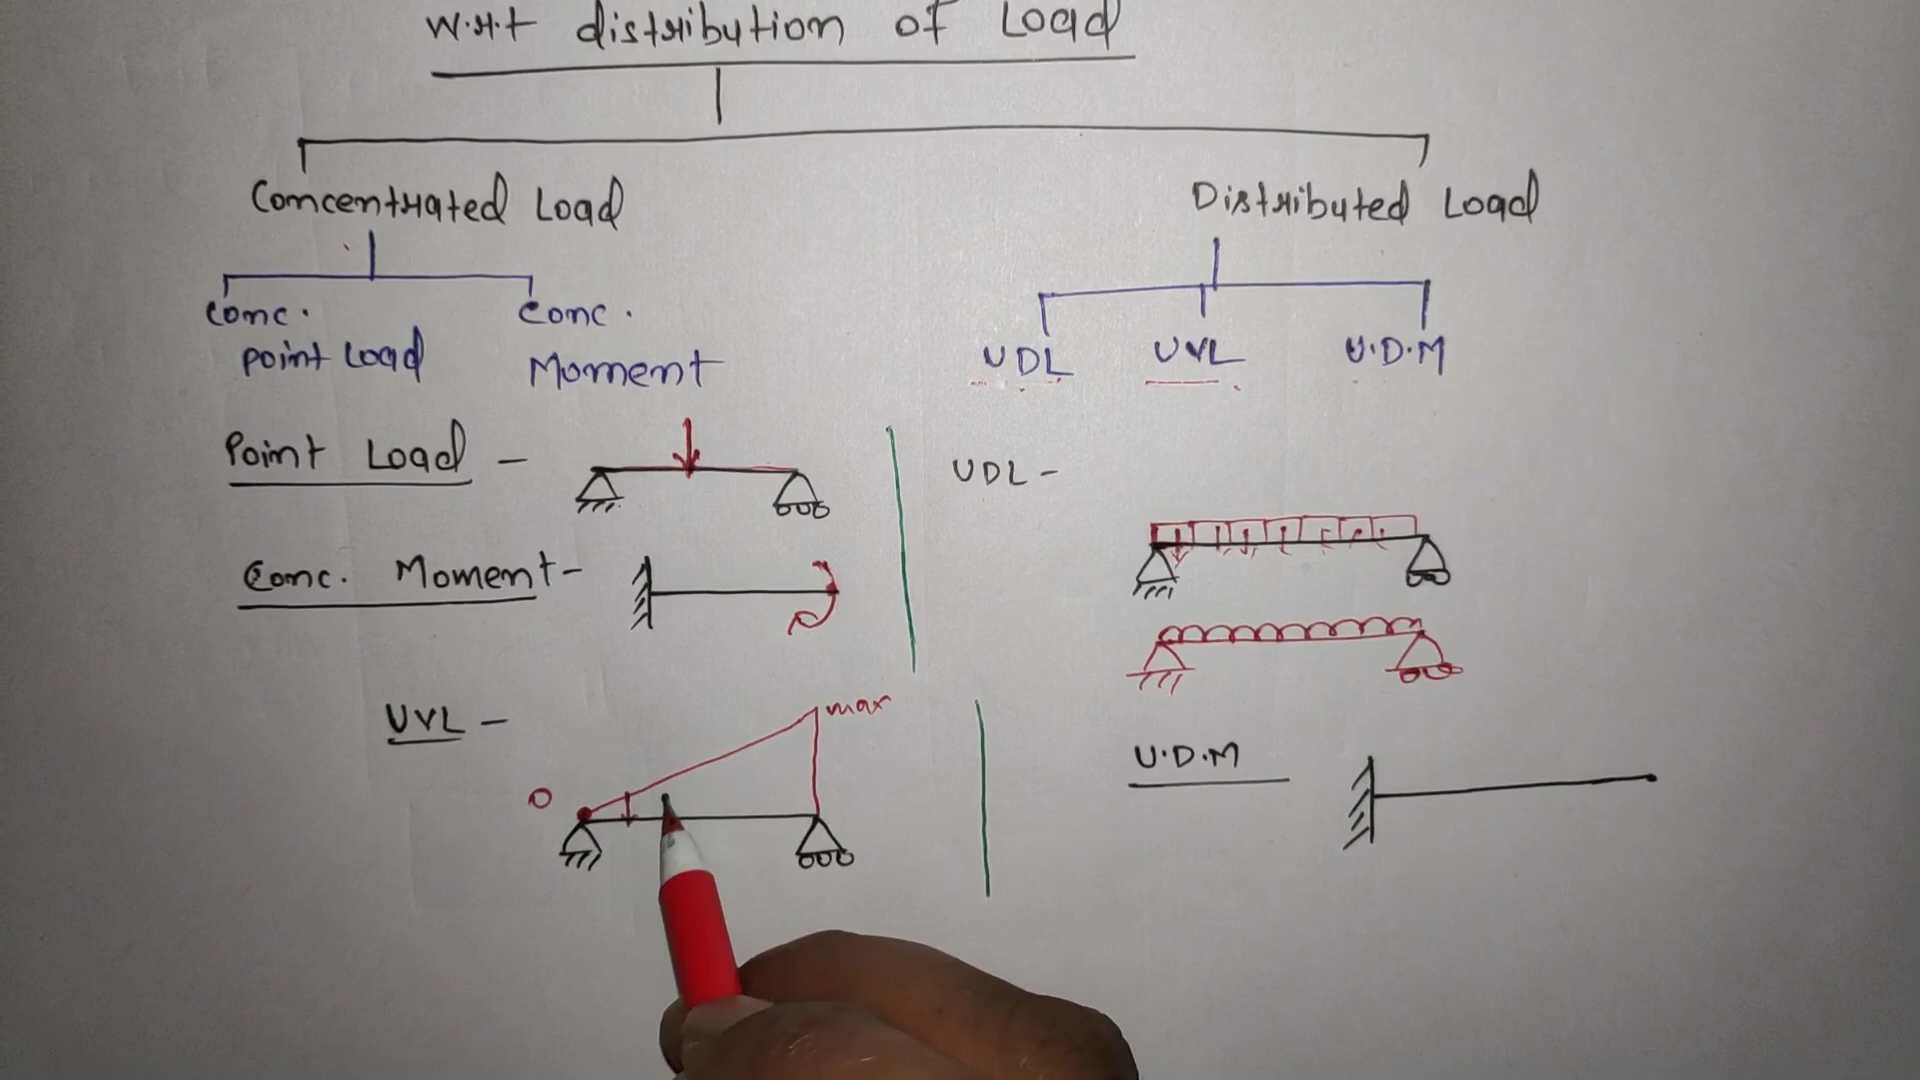 w.r.t distribution of Load
Concentrated Load
Distributed Load
Conc.
point Load
Conc.
Moment
UDL UVL U.D.M
Point Load -
UDL -
Conc. Moment -
UVL -
max
0
U.D.M